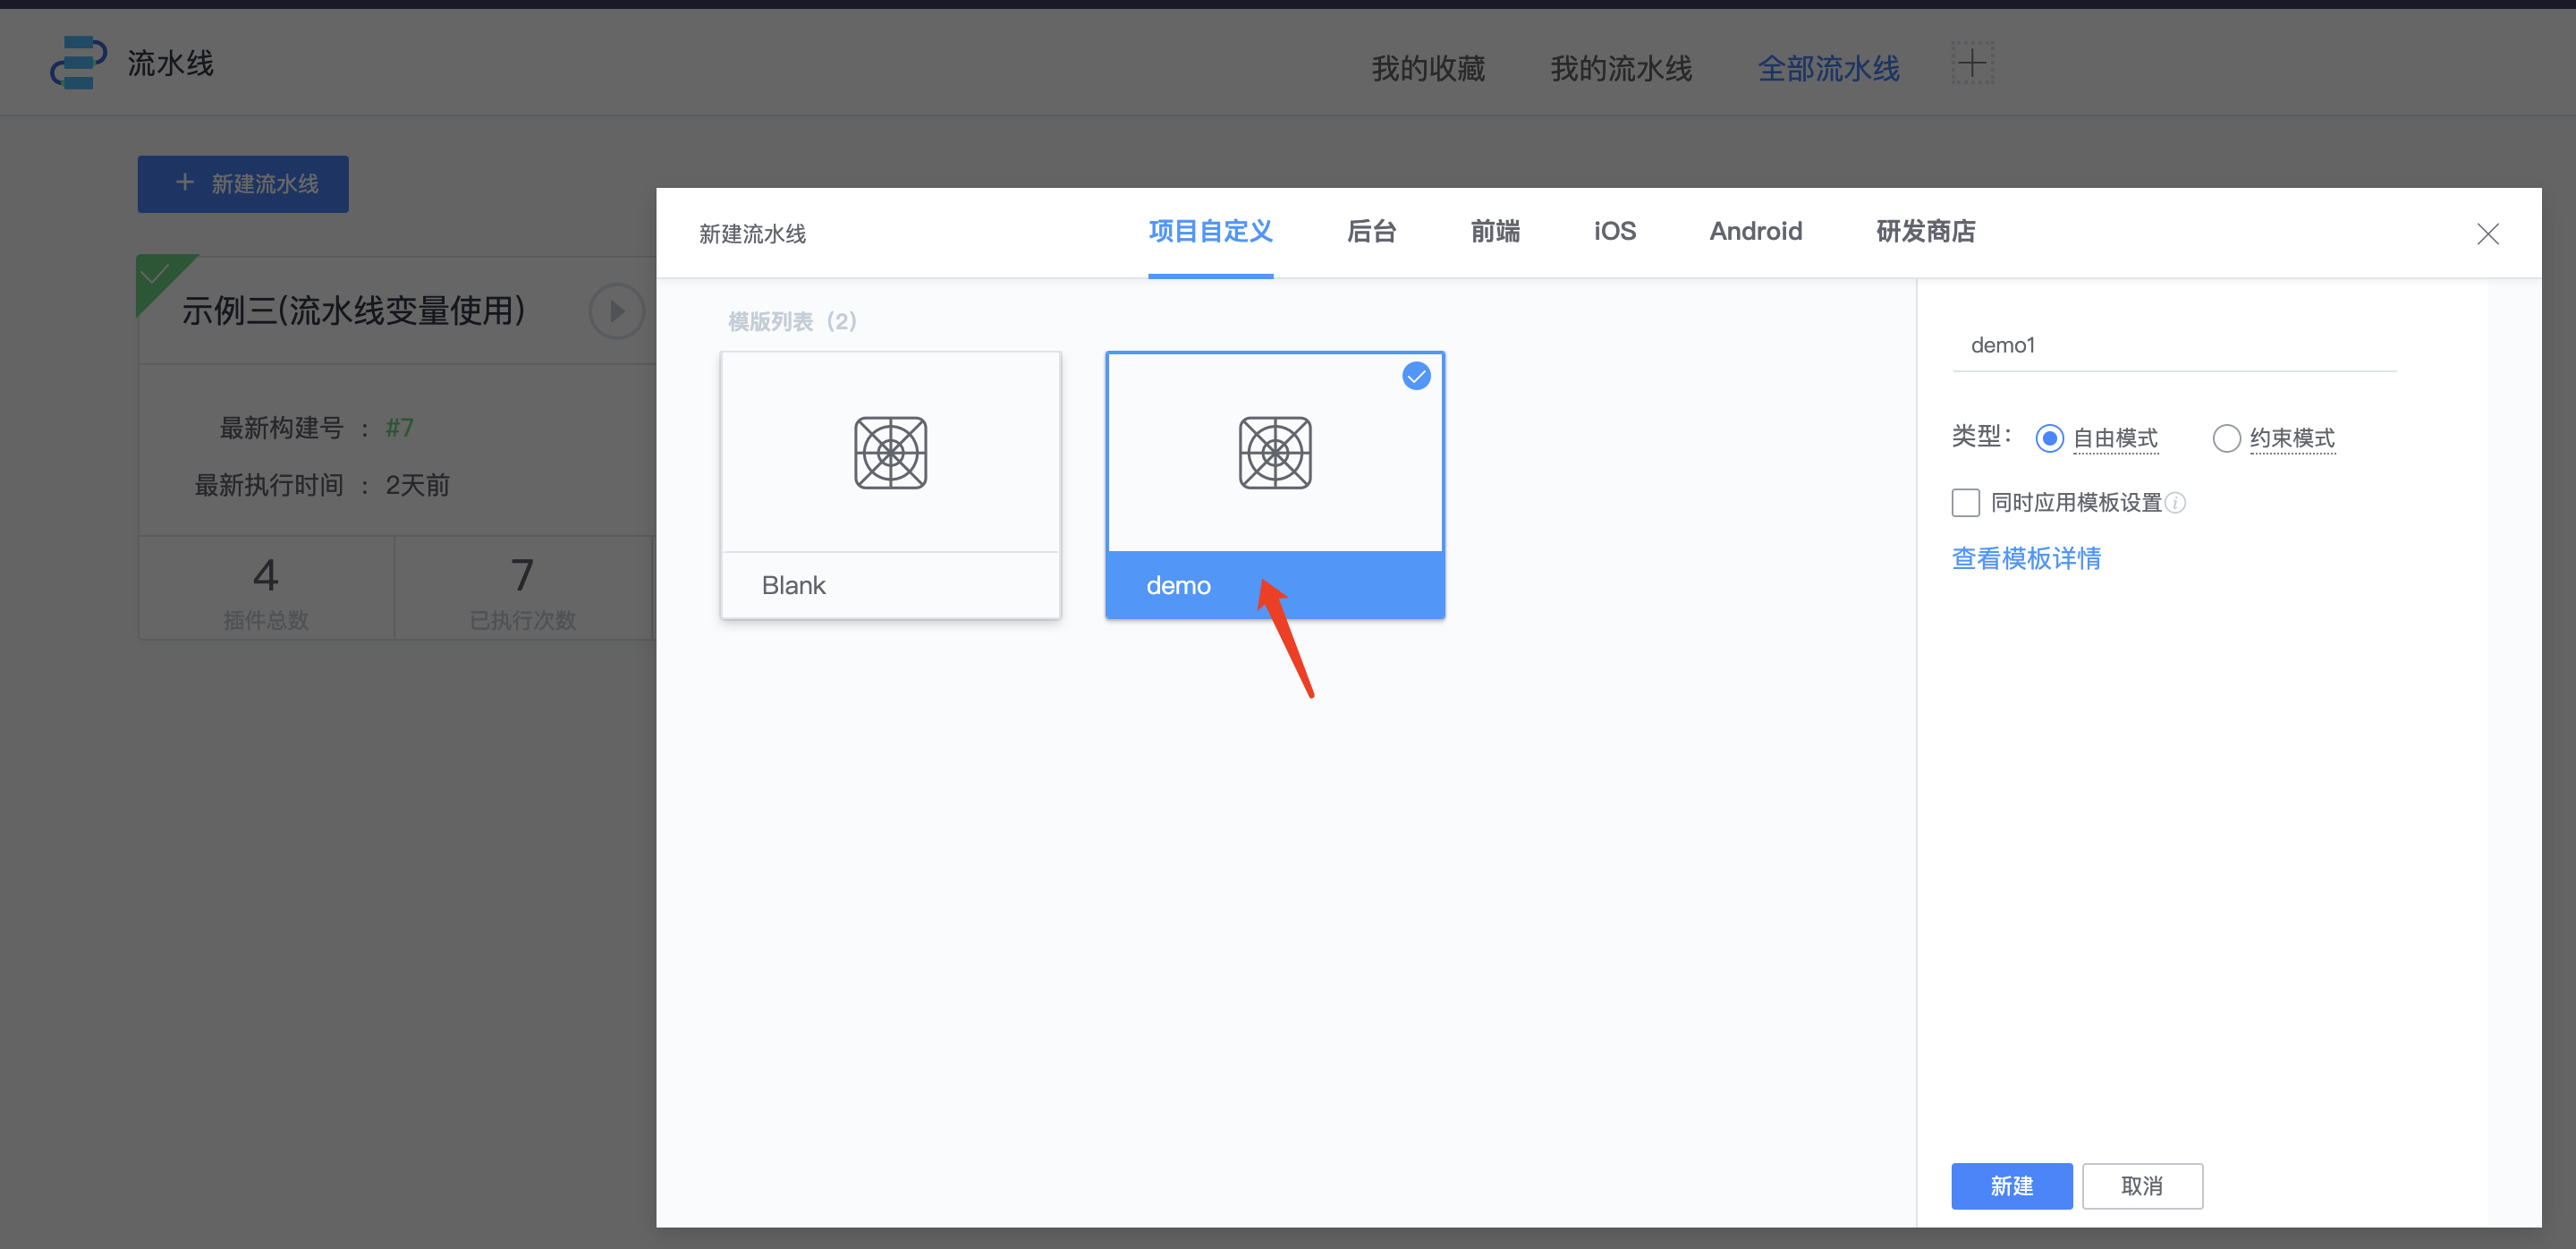 流水线
我的收藏
我的流水线
全部流水线
新建流水线
示例三(流水线变量使用)
最新构建号 : #7
最新执行时间 : 2天前
4
插件总数
7
已执行次数
新建流水线
项目自定义
后台
前端
iOS
Android
研发商店
模版列表（2）
Blank
demo
demo1
类型：
自由模式
约束模式
同时应用模板设置
查看模板详情
新建
取消